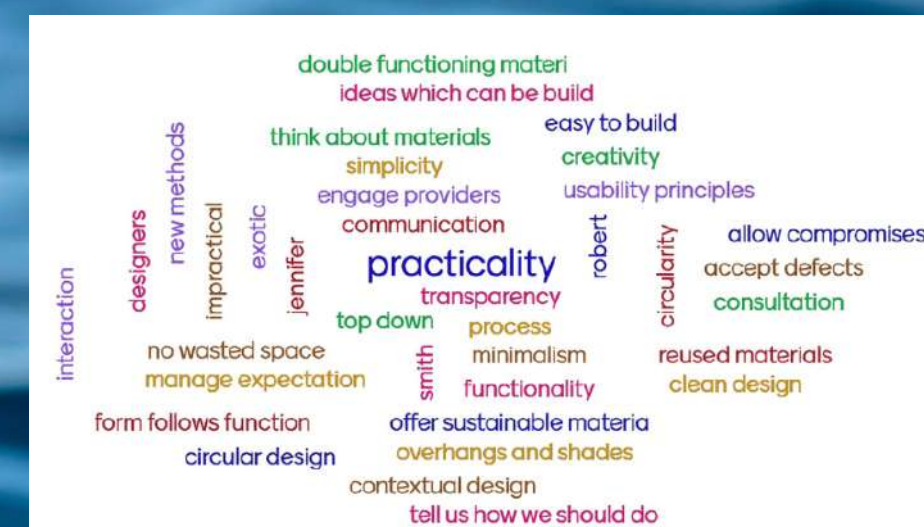 double functioning materi
ideas which can be build
easy to build
think about materials
creativity
simplicity
new methods
engage providers
usability principles
designers
impractical
exotic
communication
robert
circularity
allow compromises
jennifer
practicality
accept defects
interaction
transparency
consultation
top down
process
no wasted space
smith
minimalism
reused materials
manage expectation
functionality
clean design
form follows function
offer sustainable materia
circular design
overhangs and shades
contextual design
tell us how we should do